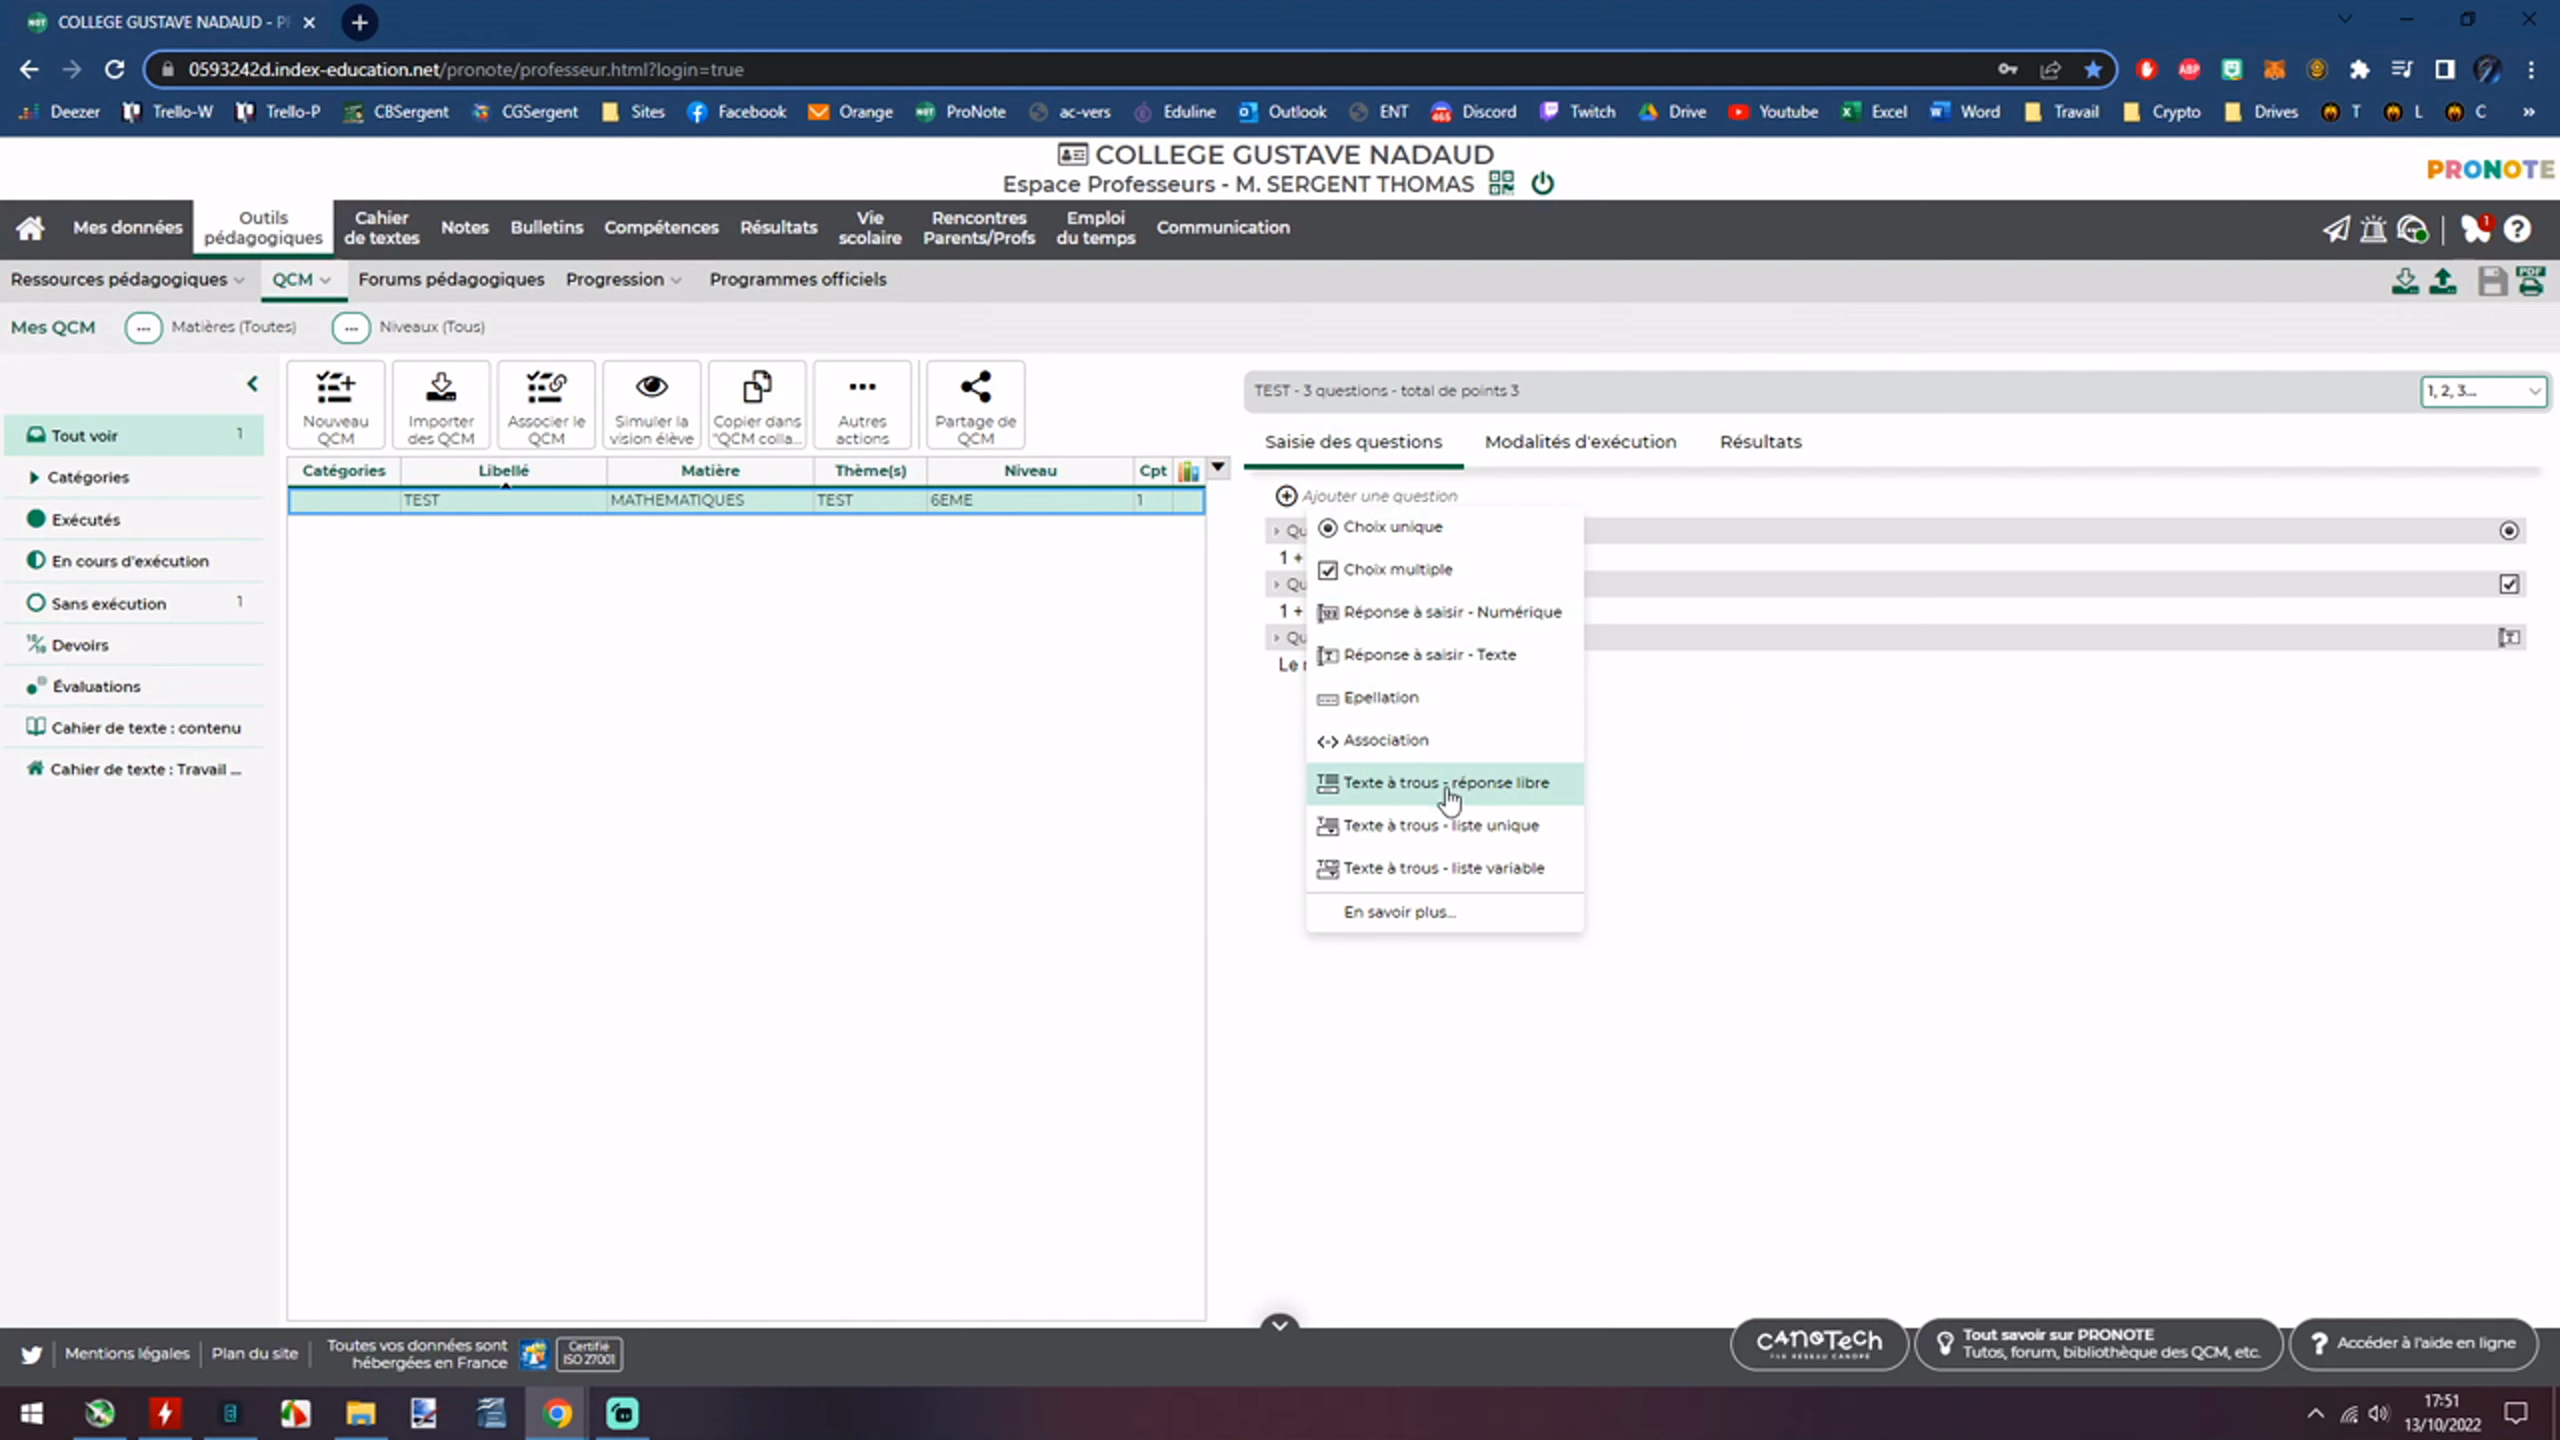 COLLEGE GUSTAVE NADAUD - P
0593242d.index-education.net/pronote/professeur.html?login=true
Deezer Trello-W Trello-P CBSergent CGSergent Sites Facebook Orange ProNote ac-vers Eduline Outlook ENT Discord Twitch Drive Youtube Excel Word Travail Crypto Drives T L C »
COLLEGE GUSTAVE NADAUD
Espace Professeurs - M. SERGENT THOMAS
PRONOTE
Mes données
Outils pédagogiques
Cahier de textes
Notes
Bulletins
Compétences
Résultats
Vie scolaire
Rencontres Parents/Profs
Emploi du temps
Communication
1
Ressources pédagogiques QCM Forums pédagogiques Progression Programmes officiels
PDF
Mes QCM ... Matières (Toutes) ... Niveaux (Tous)
Tout voir 1
Catégories
Exécutés
En cours d'exécution
Sans exécution 1
Devoirs
Évaluations
Cahier de texte : contenu
Cahier de texte : Travail ...
Nouveau QCM
Importer des QCM
Associer le QCM
Simuler la vision élève
Copier dans "QCM colla...
Autres actions
Partage de QCM
Catégories Libellé Matière Thème(s) Niveau Cpt
TEST MATHEMATIQUES TEST 6EME 1
TEST - 3 questions - total de points 3
1, 2, 3...
Saisie des questions Modalités d'exécution Résultats
Ajouter une question
Qu
1 +
Qu
1 +
Qu
Le
Choix unique
Choix multiple
Réponse à saisir - Numérique
Réponse à saisir - Texte
Epellation
Association
Texte à trous - réponse libre
Texte à trous - liste unique
Texte à trous - liste variable
En savoir plus...
Mentions légales Plan du site
Toutes vos données sont
hébergées en France
Certifié
ISO 27001
CANOTECH
PAR RÉSEAU CANOPÉ
Tout savoir sur PRONOTE
Tutos, forum, bibliothèque des QCM, etc.
Accéder à l'aide en ligne
17:51
13/10/2022